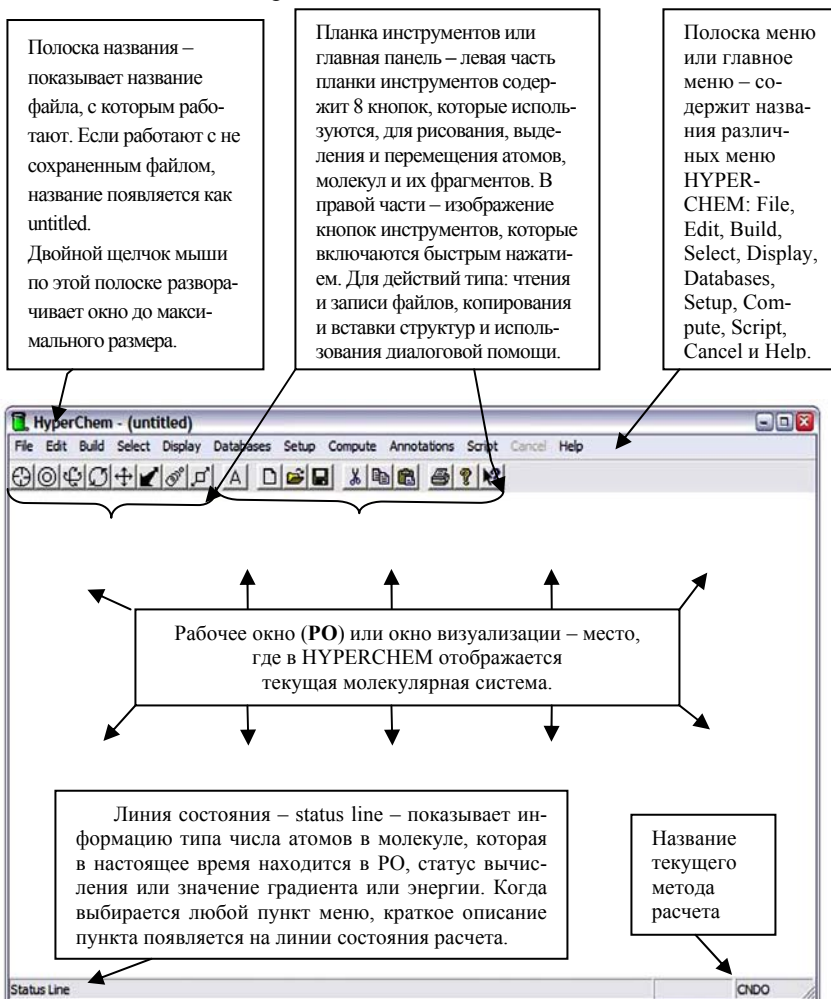 Полоска названия –
показывает название
файла, с которым рабо-
тают. Если работают с не
сохраненным файлом,
название появляется как
untitled.
Двойной щелчок мыши
по этой полоске развора-
чивает окно до макси-
мального размера.
Планка инструментов или
главная панель – левая часть
планки инструментов содер-
жит 8 кнопок, которые исполь-
зуются, для рисования, выде-
ления и перемещения атомов,
молекул и их фрагментов. В
правой части – изображение
кнопок инструментов, которые
включаются быстрым нажати-
ем. Для действий типа: чтения
и записи файлов, копирования
и вставки структур и исполь-
зования диалоговой помощи.
Полоска меню
или главное
меню – со-
держит назва-
ния различ-
ных меню
HYPER-
CHEM: File,
Edit, Build,
Select, Display,
Databases,
Setup, Com-
pute, Script,
Cancel и Help.
HyperChem - (untitled)
File Edit Build Select Display Databases Setup Compute Annotations Script Cancel Help
A
Рабочее окно (РО) или окно визуализации – место,
где в HYPERCHEM отображается
текущая молекулярная система.
Линия состояния – status line – показывает ин-
формацию типа числа атомов в молекуле, которая
в настоящее время находится в РО, статус вычис-
ления или значение градиента или энергии. Когда
выбирается любой пункт меню, краткое описание
пункта появляется на линии состояния расчета.
Название
текущего
метода
расчета
Status Line
CNDO